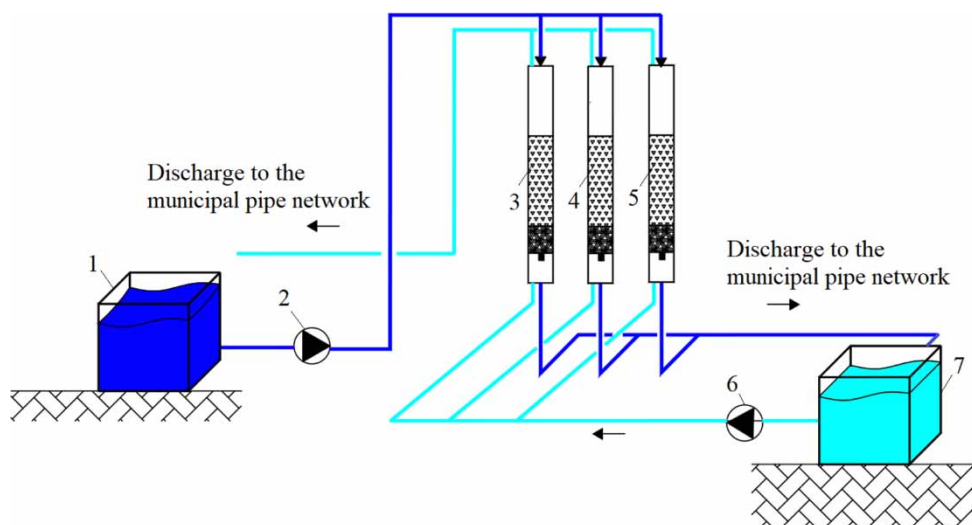 Discharge to the
municipal pipe network
3
4
5
1
2
Discharge to the
municipal pipe network
6
7